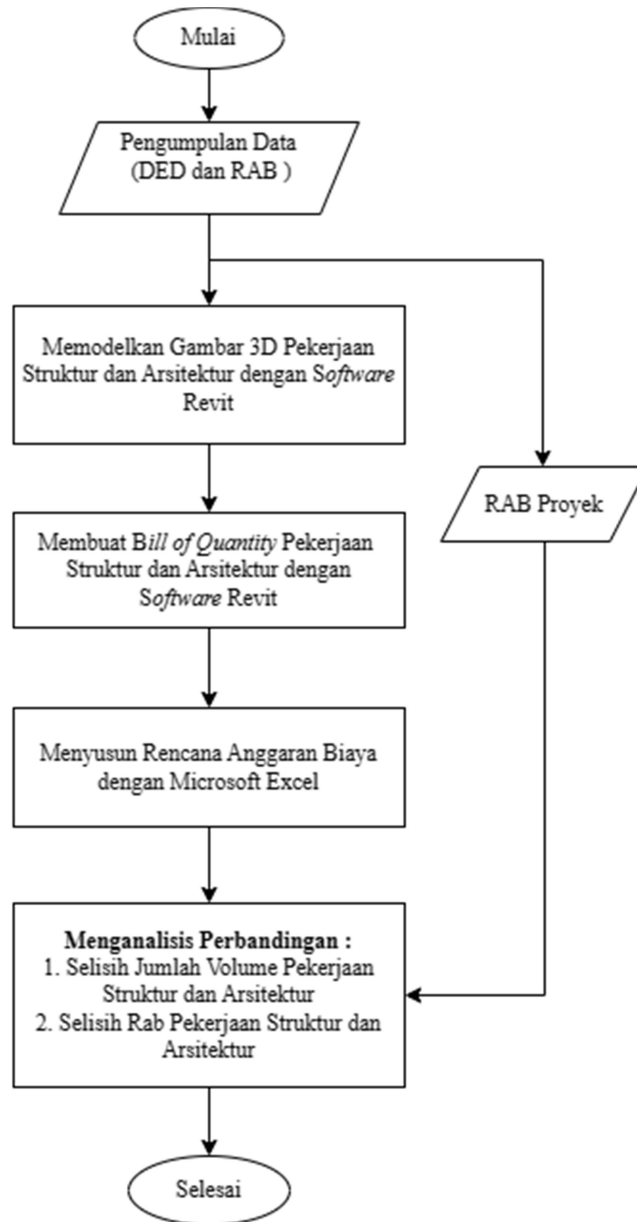 Mulai
Pengumpulan Data
(DED dan RAB )
Memodelkan Gambar 3D Pekerjaan
Struktur dan Arsitektur dengan Software
Revit
RAB Proyek
Membuat Bill of Quantity Pekerjaan
Struktur dan Arsitektur dengan
Software Revit
Menyusun Rencana Anggaran Biaya
dengan Microsoft Excel
Menganalisis Perbandingan :
1. Selisih Jumlah Volume Pekerjaan
Struktur dan Arsitektur
2. Selisih Rab Pekerjaan Struktur dan
Arsitektur
Selesai